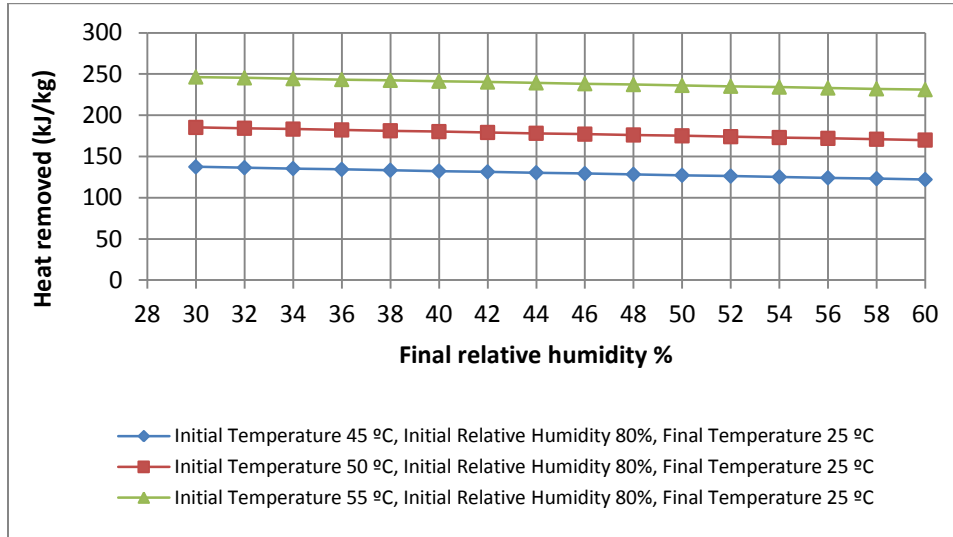 300
250
200
150
100
50
0
Heat removed (kJ/kg)
28 30 32 34 36 38 40 42 44 46 48 50 52 54 56 58 60
Final relative humidity %
Initial Temperature 45 ºC, Initial Relative Humidity 80%, Final Temperature 25 ºC
Initial Temperature 50 ºC, Initial Relative Humidity 80%, Final Temperature 25 ºC
Initial Temperature 55 ºC, Initial Relative Humidity 80%, Final Temperature 25 ºC